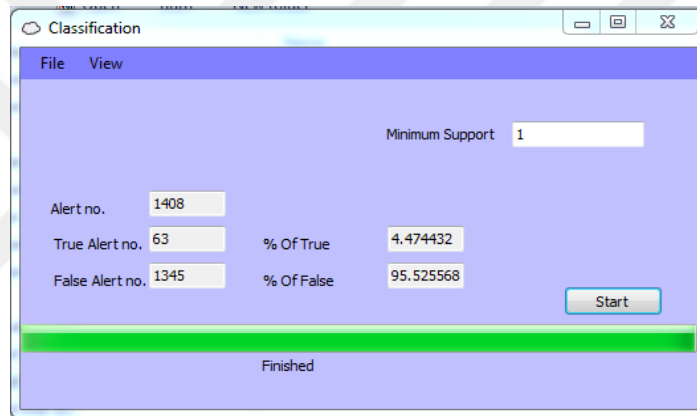 Classification
File View
Minimum Support 1
Alert no. 1408
True Alert no. 63 % Of True 4.474432
False Alert no. 1345 % Of False 95.525568
Start
Finished